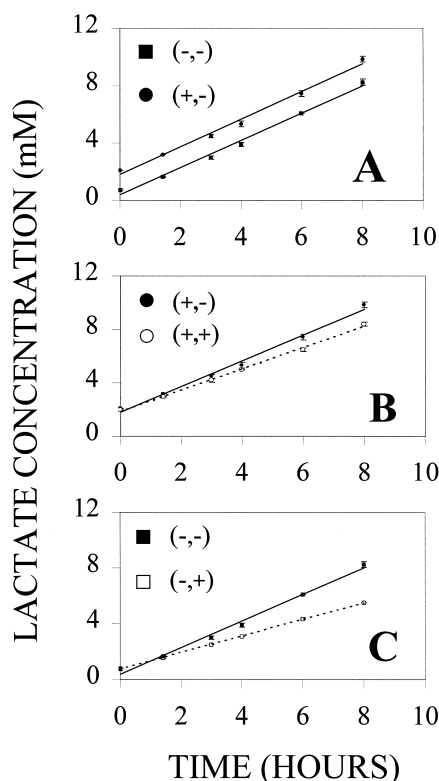 LACTATE CONCENTRATION (mM)
12
8
4
0
(-,-)
(+,-)
A
0 2 4 6 8 10
12
8
4
0
(+,-)
(+,+)
B
0 2 4 6 8 10
12
8
4
0
(-,-)
(-,+)
C
0 2 4 6 8 10
TIME (HOURS)